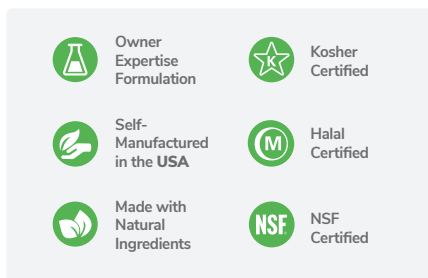 Owner
Expertise
Formulation
K
Kosher
Certified
Self-
Manufactured
in the USA
M
Halal
Certified
Made with
Natural
Ingredients
NSF
NSF
Certified